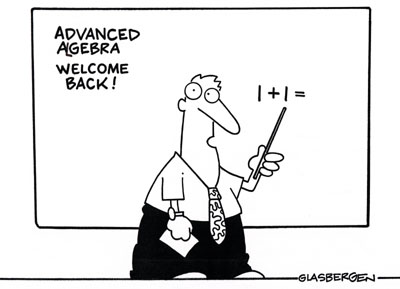 ADVANCED
ALGEBRA
WELCOME
BACK!
1+1=
GLASBERGEN